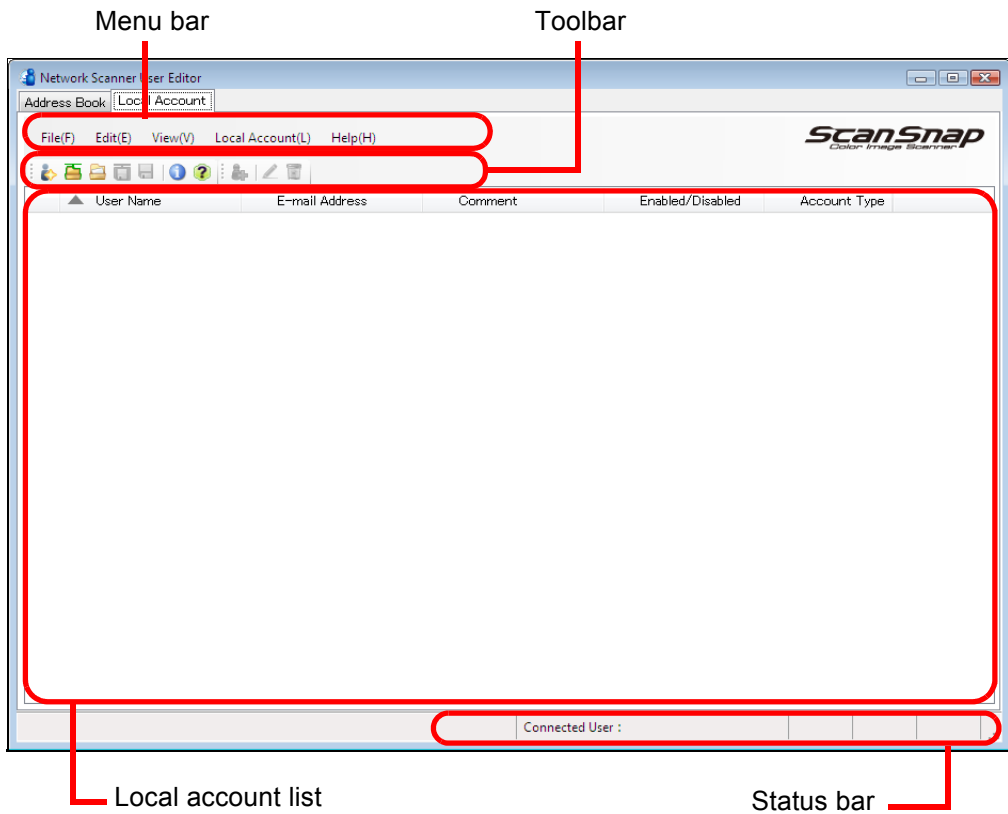 Menu bar Toolbar
Network Scanner User Editor
Address Book Local Account
File(F) Edit(E) View(V) Local Account(L) Help(H)
ScanSnap
Color Image Scanner
User Name E-mail Address Comment Enabled/Disabled Account Type
Connected User :
Local account list Status bar